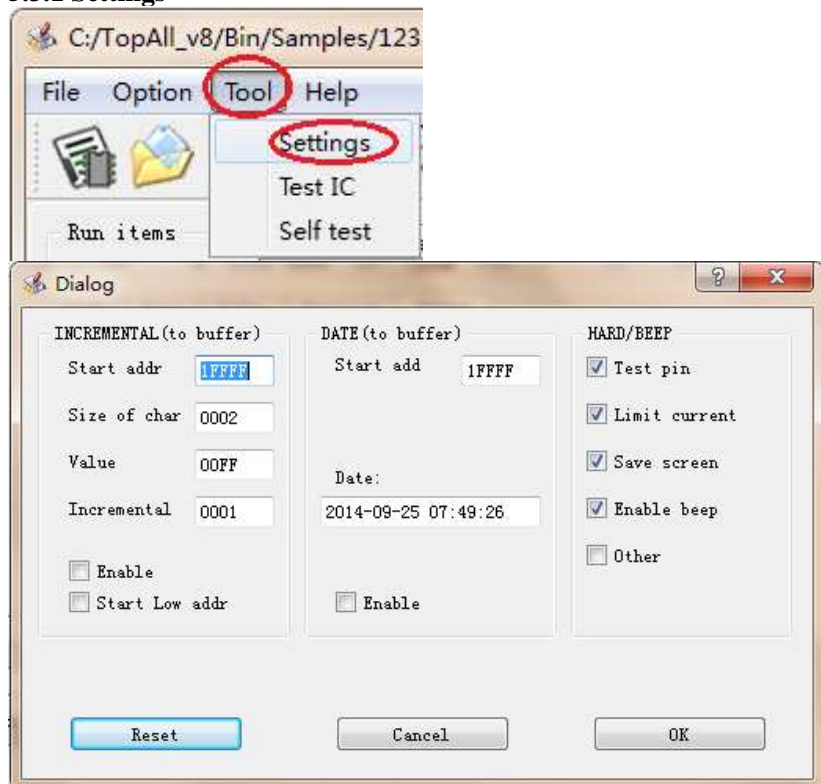 C:/TopAll_v8/Bin/Samples/123
File Option Tool Help
Settings
Test IC
Run items Self test
Dialog
INCREMENTAL(to buffer) DATE(to buffer) HARD/BEEP
Start addr 1FFFF Start add 1FFFF Test pin
Size of char 0002 Limit current
Value 00FF Date: Save screen
Incremental 0001 2014-09-25 07:49:26 Enable beep
Enable Other
Start Low addr Enable
Reset Cancel OK